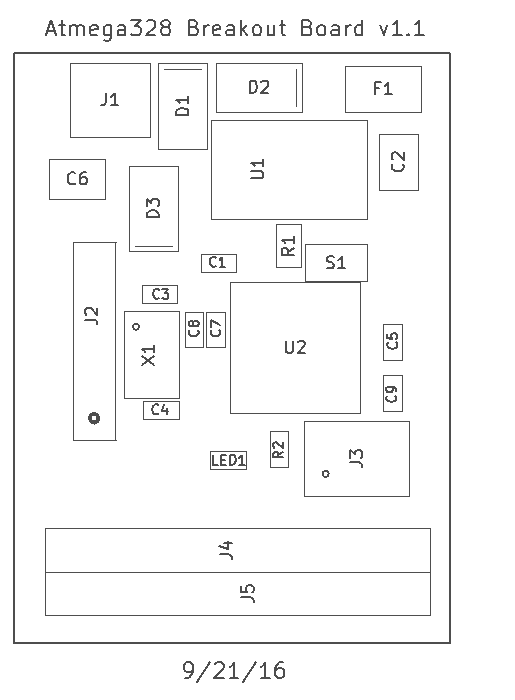 Atmega328 Breakout Board v1.1
J1
D1
D2
F1
U1
C2
C6
D3
R1
C1
S1
C3
J2
X1
C8
C7
U2
C5
C9
C4
R2
J3
LED1
J4
J5
9/21/16